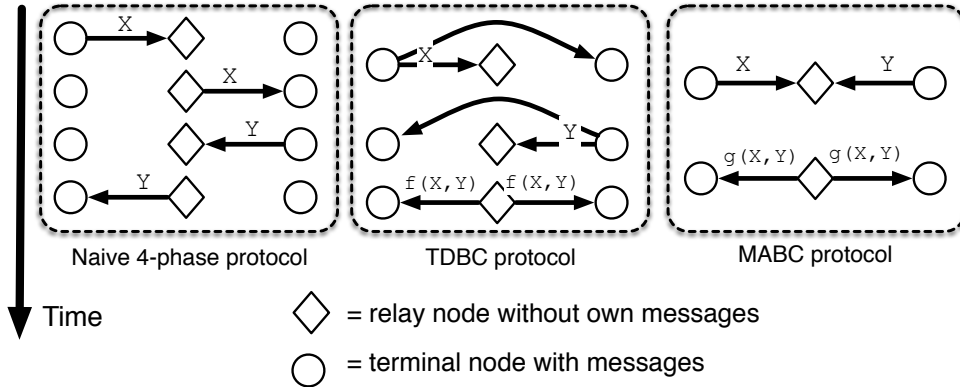 X
X
Y
Y
Naive 4-phase protocol
X
Y
f(X,Y) f(X,Y)
TDBC protocol
X Y
g(X,Y) g(X,Y)
MABC protocol
Time
= relay node without own messages
= terminal node with messages